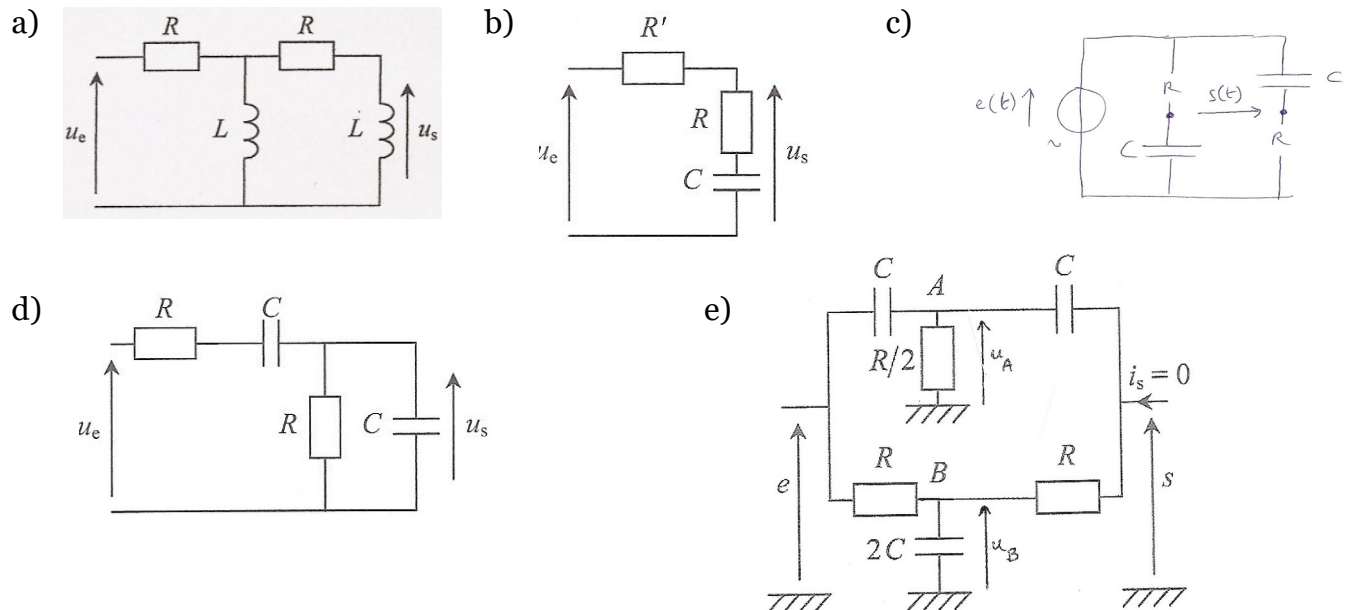 a)
R R
L L
u_e u_s
b)
R'
R
C
u_e u_s
c)
e(t)
~
R
C
s(t)
C
R
d)
R C
R C
u_e u_s
e)
C A C
R/2 u_A
i_s = 0
R B R
e s
2C u_B